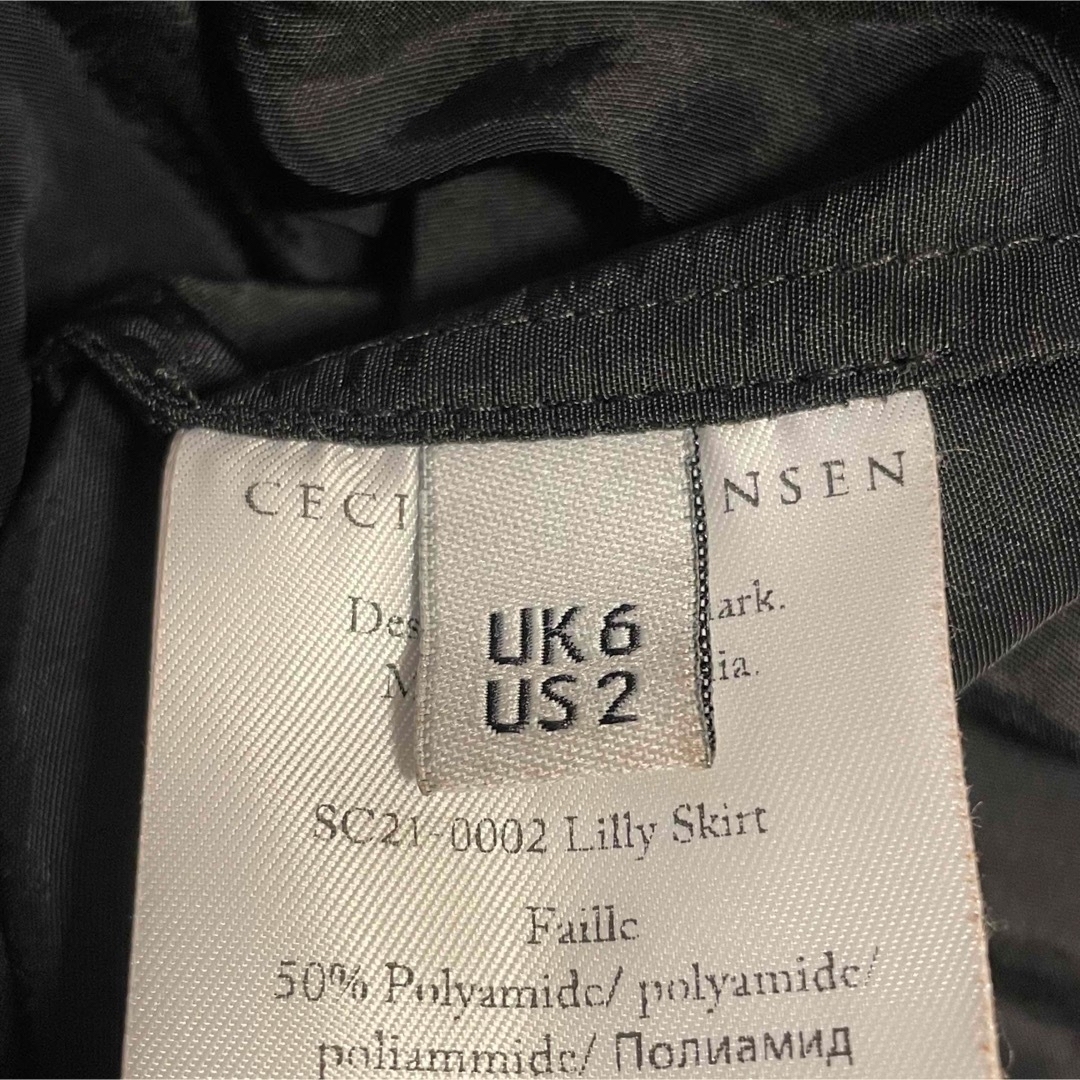 CECI NSEN
Des ark.
M ia.
UK 6
US 2
SC21-0002 Lilly Skirt
Faille
50% Polyamide/ polyamide/
poliammide/ Полиамид